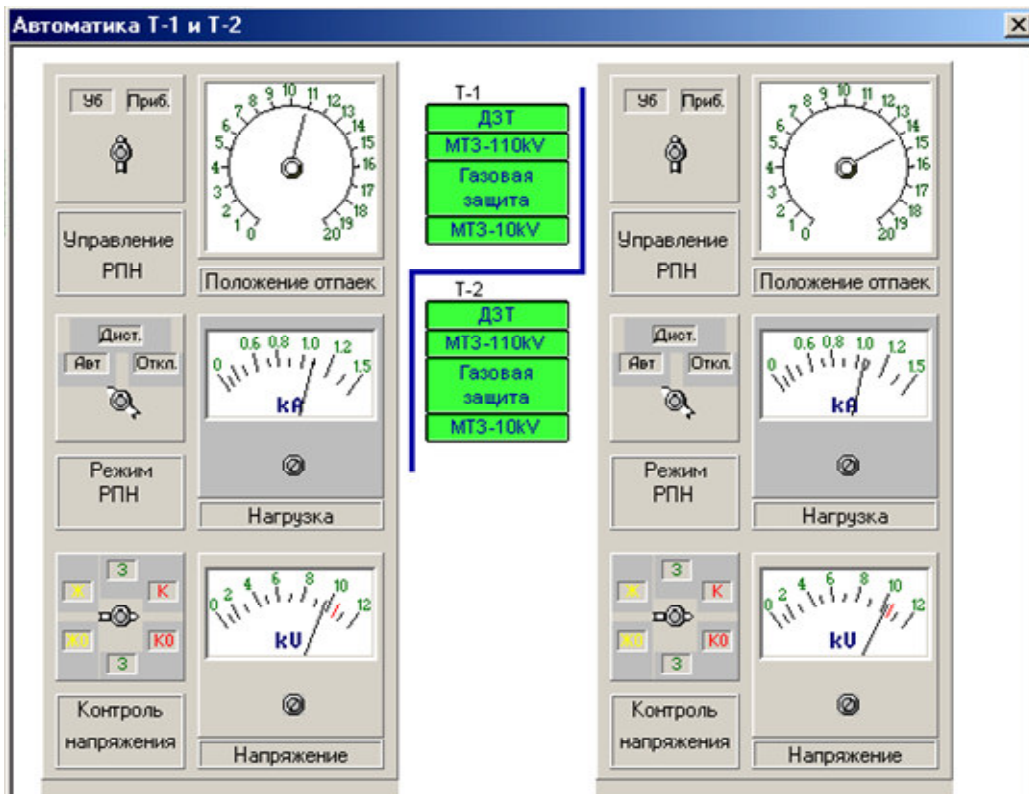 Автоматика Т-1 и Т-2
Уб Приб.
0 1 2 3 4 5 6 7 8 9 10 11 12 13 14 15 16 17 18 19 20
Управление
РПН
Положение отпаек
Дист.
Авт Откл.
0 0.6 0.8 1.0 1.2 1.5
kA
Режим
РПН
Нагрузка
З
Ж К
ЖО КО
З
0 2 4 6 8 10 12
kU
Контроль
напряжения
Напряжение
Т-1
ДЗТ
МТЗ-110kV
Газовая
защита
МТЗ-10kV
Т-2
ДЗТ
МТЗ-110kV
Газовая
защита
МТЗ-10kV
Уб Приб.
0 1 2 3 4 5 6 7 8 9 10 11 12 13 14 15 16 17 18 19 20
Управление
РПН
Положение отпаек
Дист.
Авт Откл.
0 0.6 0.8 1.0 1.2 1.5
kA
Режим
РПН
Нагрузка
З
Ж К
ЖО КО
З
0 2 4 6 8 10 12
kU
Контроль
напряжения
Напряжение